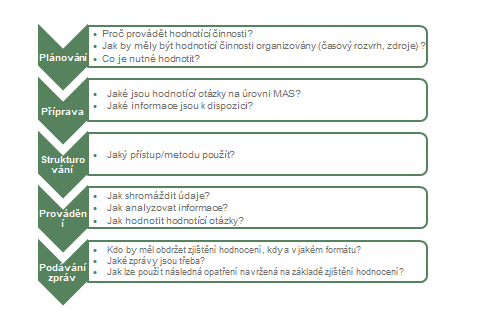 Plánování
• Proč provádět hodnotící činnosti?
• Jak by měly být hodnotící činnosti organizovány (časový rozvrh, zdroje) ?
• Co je nutné hodnotit?
Příprava
• Jaké jsou hodnotící otázky na úrovni MAS?
• Jaké informace jsou k dispozici?
Strukturo
vání
• Jaký přístup/metodu použít?
Provádĕn
í
• Jak shromáždit údaje?
• Jak analyzovat informace?
• Jak hodnotit hodnotící otázky?
Podávání
zpráv
• Kdo by měl obdržet zjištění hodnocení, kdy a v jakém formátu?
• Jaké zprávy jsou třeba?
• Jak lze použít následná opatření navržená na základě zjištění hodnocení?